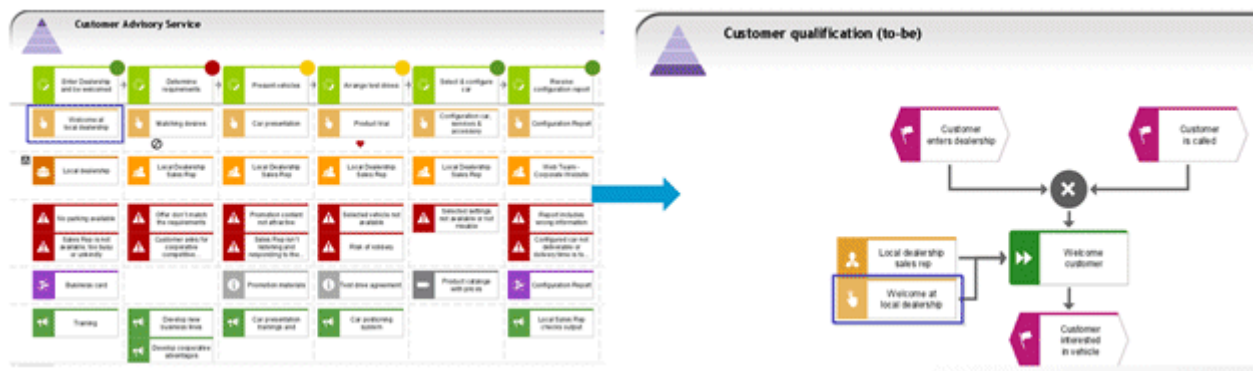 Customer Advisory Service
Enter Dealership
and be welcomed
Determine
requirements
Present vehicles
Arrange test drives
Select & configure
car
Receive
configuration report
Welcome at
local dealership
Matching desires
Car presentation
Product trial
Configuration car,
services &
accessory
Configuration Report
Local dealership
Local Dealership
Sales Rep
Local Dealership
Sales Rep
Local Dealership
Sales Rep
Local Dealership
Sales Rep
Web Team -
Corporate Website
No parking available
Offer don't match
the requirements
Promotion content
not attractive
Selected vehicle not
available
Selected settings
not available or not
Report includes
wrong information
Sales Rep is not
available, too busy
or unkindly
Customer asks for
competitive...
Sales Rep isn't
listening and
responding to the...
Risk of robbery
Configured car not
deliverable or
delivery time is to...
Business card
Promotion materials
Test drive agreement
Product catalogs
with prices
Configuration Report
Training
Develop new
business lines
Car presentation
trainings and
Car positioning
system
Local Sales Rep
checks output
Develop cooperative
advantages
Customer qualification (to-be)
Customer
enters dealership
Customer
is called
Local dealership
sales rep
Welcome
customer
Welcome at
local dealership
Customer
interested
in vehicle